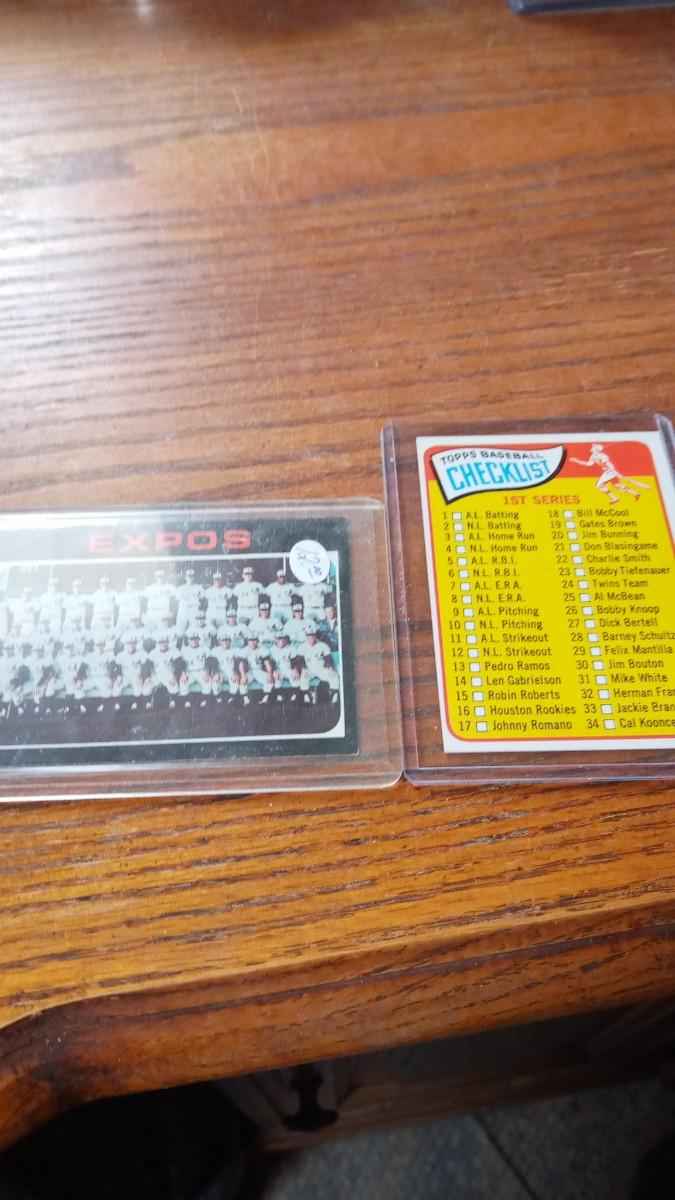 EXPOS
TOPPS BASEBALL
CHECKLIST
1ST SERIES
1 A.L. Batting
2 N.L. Batting
3 A.L. Home Run
4 N.L. Home Run
5 A.L. R.B.I.
6 N.L. R.B.I.
7 A.L. E.R.A.
8 N.L. E.R.A.
9 A.L. Pitching
10 N.L. Pitching
11 A.L. Strikeout
12 N.L. Strikeout
13 Pedro Ramos
14 Len Gabrielson
15 Robin Roberts
16 Houston Rookies
17 Johnny Romano
18 Bill McCool
19 Gates Brown
20 Jim Bunning
21 Don Blasingame
22 Charlie Smith
23 Bobby Tiefenauer
24 Twins Team
25 Al McBean
26 Bobby Knoop
27 Dick Bertell
28 Barney Schultz
29 Felix Mantilla
30 Jim Bouton
31 Mike White
32 Herman Fran
33 Jackie Bran
34 Cal Koonce